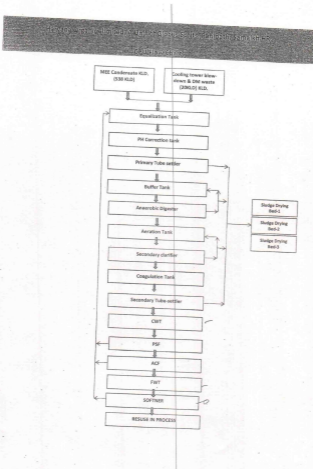 MEE Condensate KLD.
(530 KLD)
Cooling tower blow-
down & DM waste
KLD.
Equalization Tank
PH Correction tank
Primary Tube settler
Buffer Tank
Anaerobic Digester
Aeration Tank
Secondary clarifier
Coagulation Tank
Secondary Tube settler
CWT
PSF
ACF
FWT
SOFTNER
REUSE IN PROCESS
Sludge Drying
Bed-1
Sludge Drying
Bed-2
Sludge Drying
Bed-3